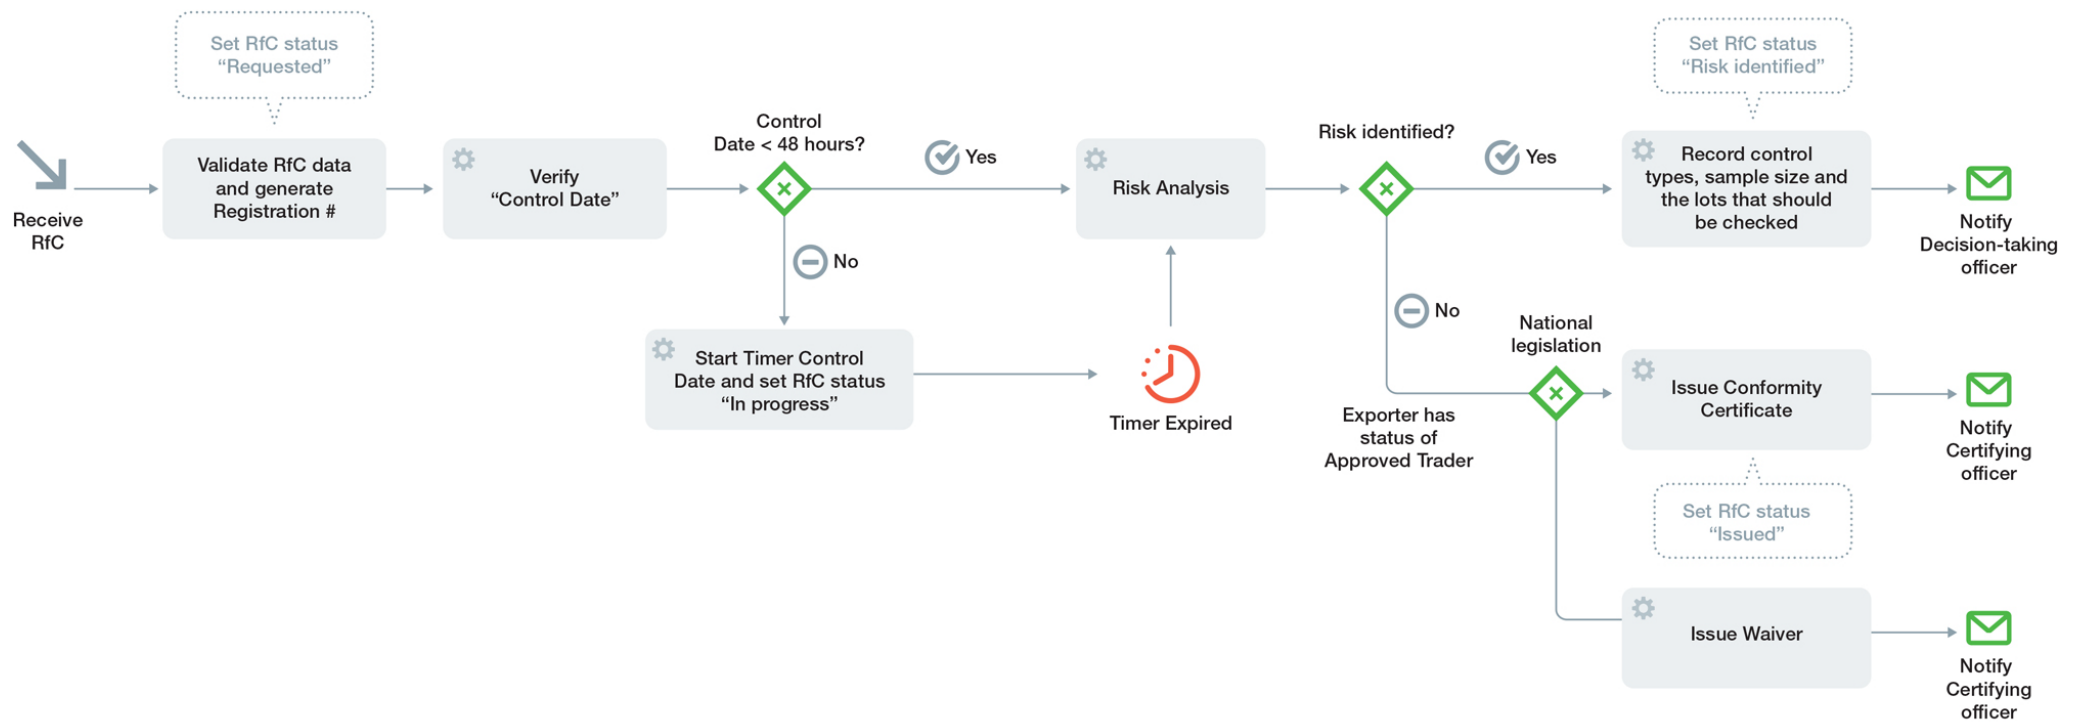 Set RfC status
“Requested”
Set RfC status
“Risk identified”
Receive
RfC
Validate RfC data
and generate
Registration #
Verify
“Control Date”
Control
Date < 48 hours?
Yes
No
Start Timer Control
Date and set RfC status
“In progress”
Timer Expired
Risk Analysis
Risk identified?
Yes
Record control
types, sample size and
the lots that should
be checked
Notify
Decision-taking
officer
No
Exporter has
status of
Approved Trader
National
legislation
Issue Conformity
Certificate
Notify
Certifying
officer
Set RfC status
“Issued”
Issue Waiver
Notify
Certifying
officer